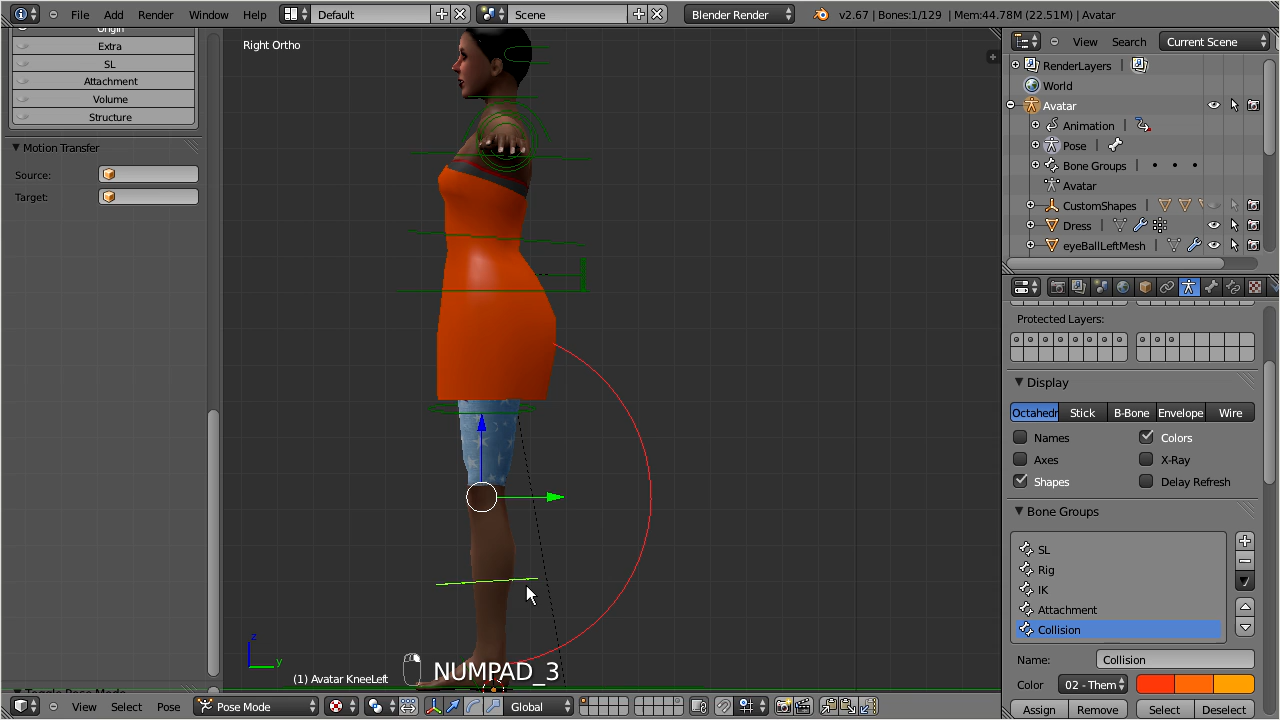 File Add Render Window Help Default Scene Blender Render v2.67 | Bones:1/129 | Mem:44.78M (22.51M) | Avatar
Extra
SL
Attachment
Volume
Structure
Motion Transfer
Source:
Target:
Right Ortho
NUMPAD_3
(1) Avatar KneeLeft
z
y
View Select Pose Pose Mode Global
View Search Current Scene
RenderLayers
World
Avatar
Animation
Pose
Bone Groups
Avatar
CustomShapes
Dress
eyeBallLeftMesh
Protected Layers:
Display
Octahedr Stick B-Bone Envelope Wire
Names Colors
Axes X-Ray
Shapes Delay Refresh
Bone Groups
SL
Rig
IK
Attachment
Collision
Name: Collision
Color 02 - Them
Assign Remove Select Deselect